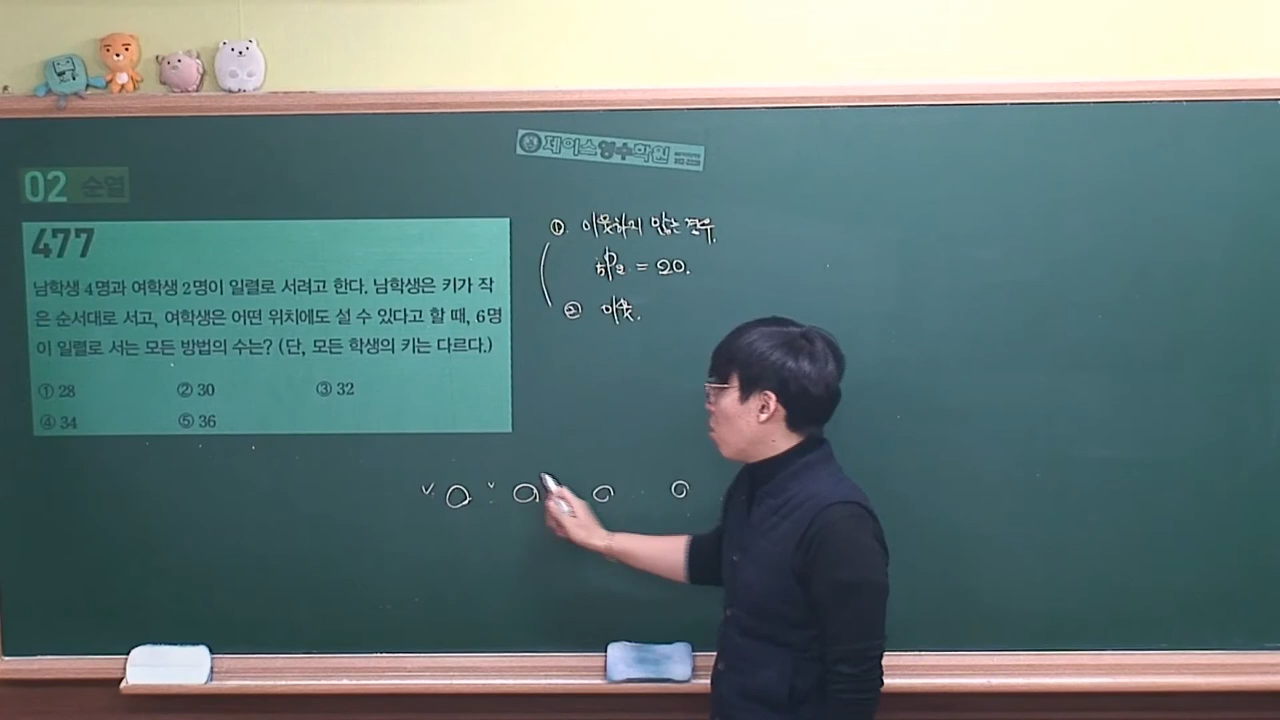 제이스영수학원
02 순열
477
남학생 4명과 여학생 2명이 일렬로 서려고 한다. 남학생은 키가 작
은 순서대로 서고, 여학생은 어떤 위치에도 설 수 있다고 할 때, 6명
이 일렬로 서는 모든 방법의 수는? (단, 모든 학생의 키는 다르다.)
① 28 ② 30 ③ 32
④ 34 ⑤ 36
① 이웃하지 않는 경우.
₅P₂ = 20.
② 이웃.